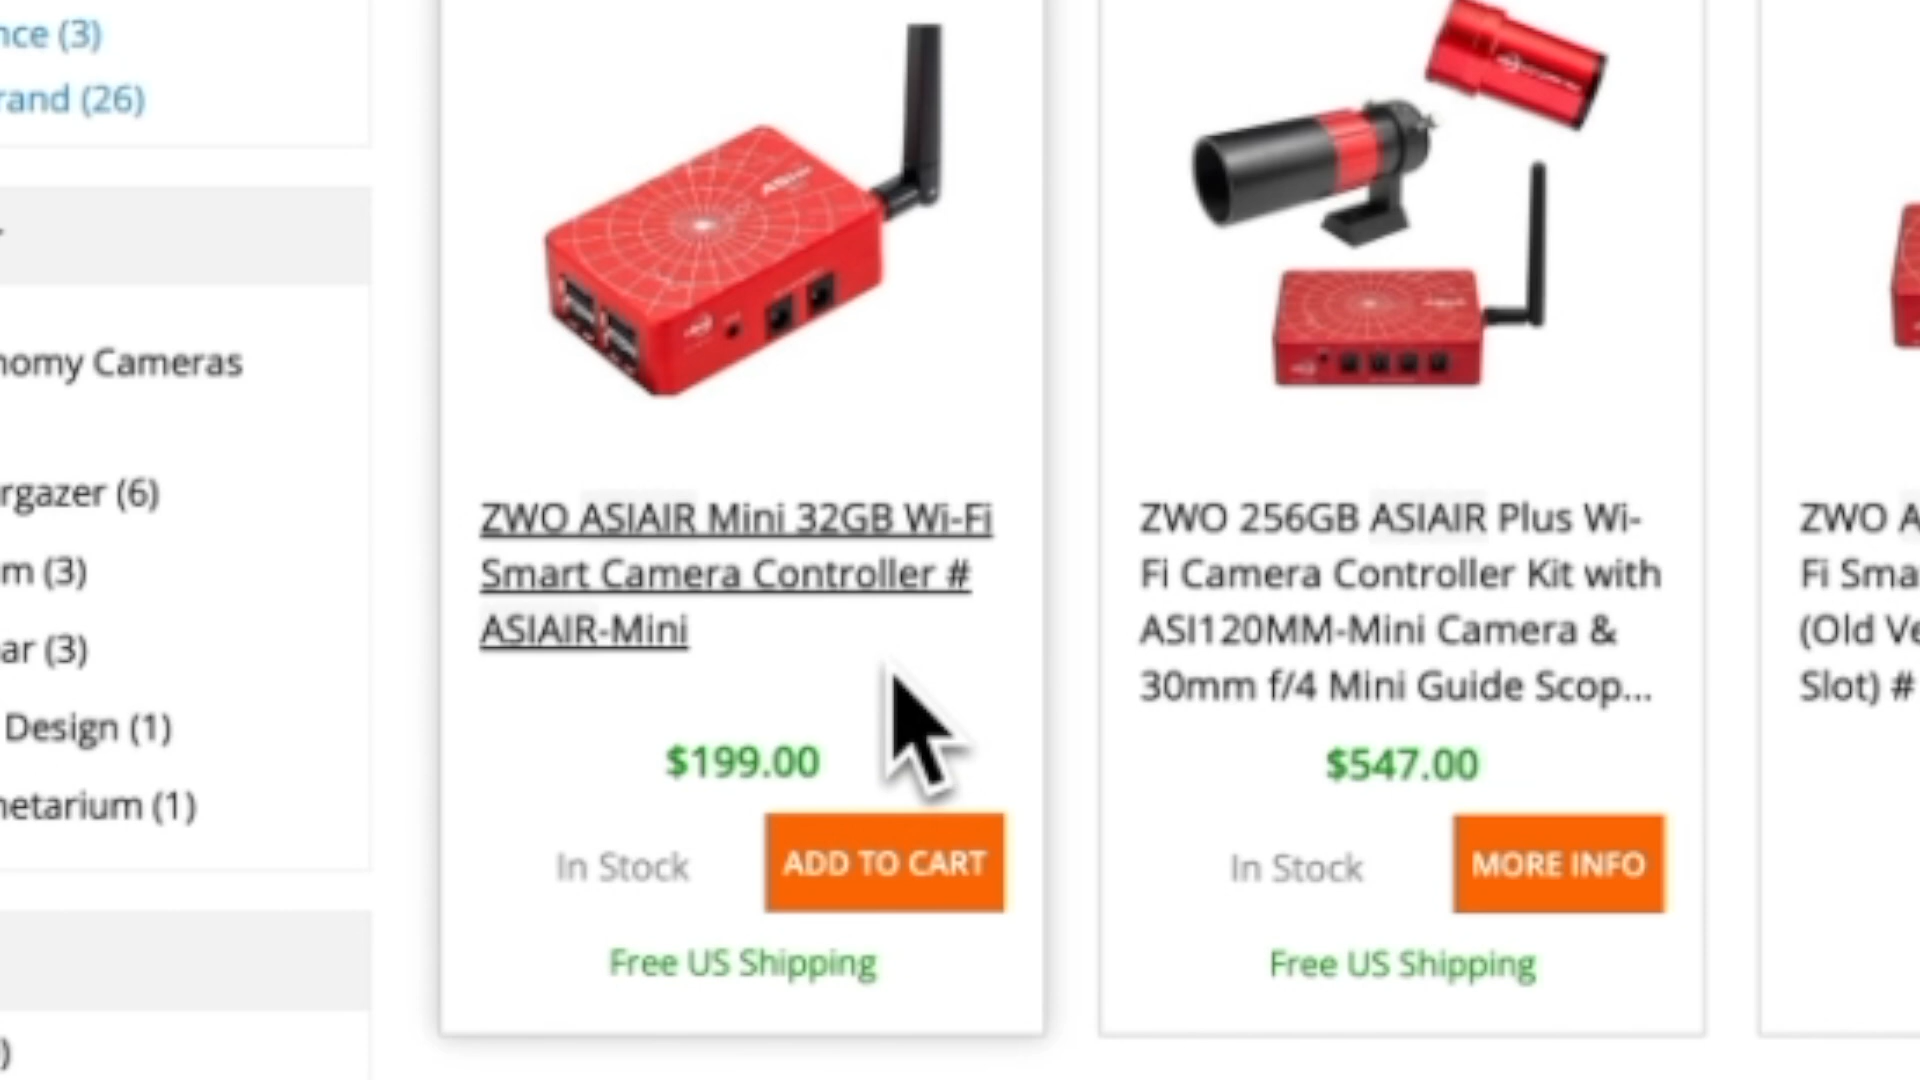 nce (3)
rand (26)
nomy Cameras
rgazer (6)
m (3)
ar (3)
Design (1)
netarium (1)
)
ASIAIR
ZWO ASIAIR Mini 32GB Wi-Fi
Smart Camera Controller #
ASIAIR-Mini
$199.00
In Stock
ADD TO CART
Free US Shipping
ZWO 256GB ASIAIR Plus Wi-
Fi Camera Controller Kit with
ASI120MM-Mini Camera &
30mm f/4 Mini Guide Scop...
$547.00
In Stock
MORE INFO
Free US Shipping
ZWO A
Fi Sma
(Old Ve
Slot) #